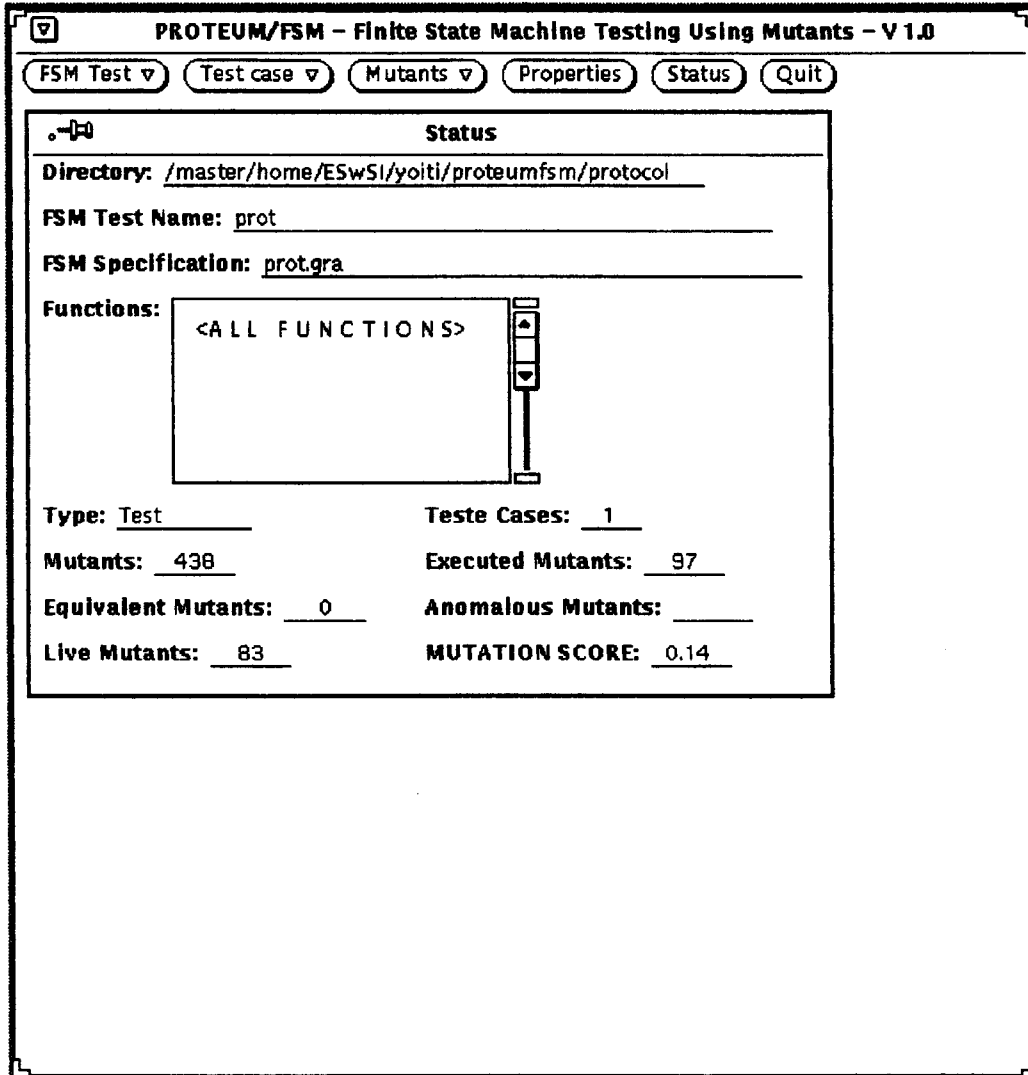 PROTEUM/FSM – Finite State Machine Testing Using Mutants – V 1.0
FSM Test Test case Mutants Properties Status Quit
Status
Directory: /master/home/ESwSI/yoiti/proteumfsm/protocol
FSM Test Name: prot
FSM Specification: prot.gra
Functions: <ALL FUNCTIONS>
Type: Test Teste Cases: 1
Mutants: 438 Executed Mutants: 97
Equivalent Mutants: 0 Anomalous Mutants:
Live Mutants: 83 MUTATION SCORE: 0.14